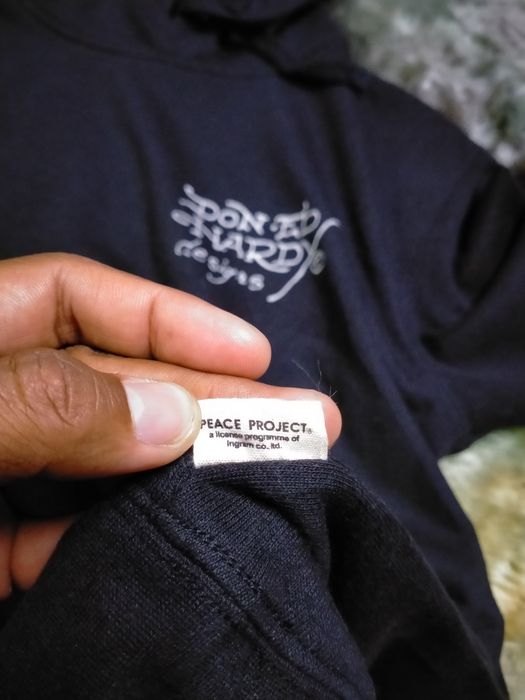 DON·ED
HARDY
designs
PEACE PROJECT®
a license programme of
ingram co., ltd.